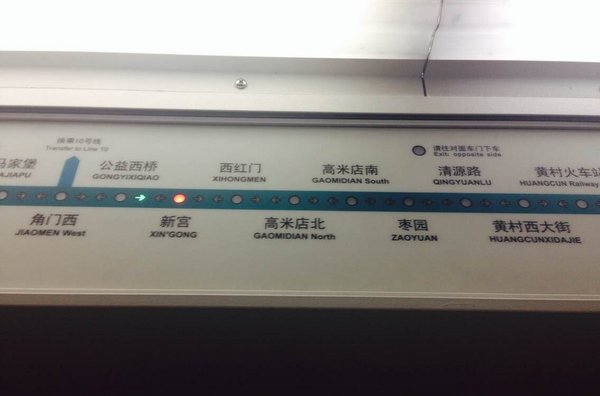 换乘10号线
Transfer to Line 10
请往对面车门下车
Exit: opposite side
马家堡
AJIAPU
公益西桥
GONGYIXIQIAO
西红门
XIHONGMEN
高米店南
GAOMIDIAN South
清源路
QINGYUANLU
黄村火车站
HUANGCUN Railway
角门西
JIAOMEN West
新宫
XIN'GONG
高米店北
GAOMIDIAN North
枣园
ZAOYUAN
黄村西大街
HUANGCUNXIDAJIE